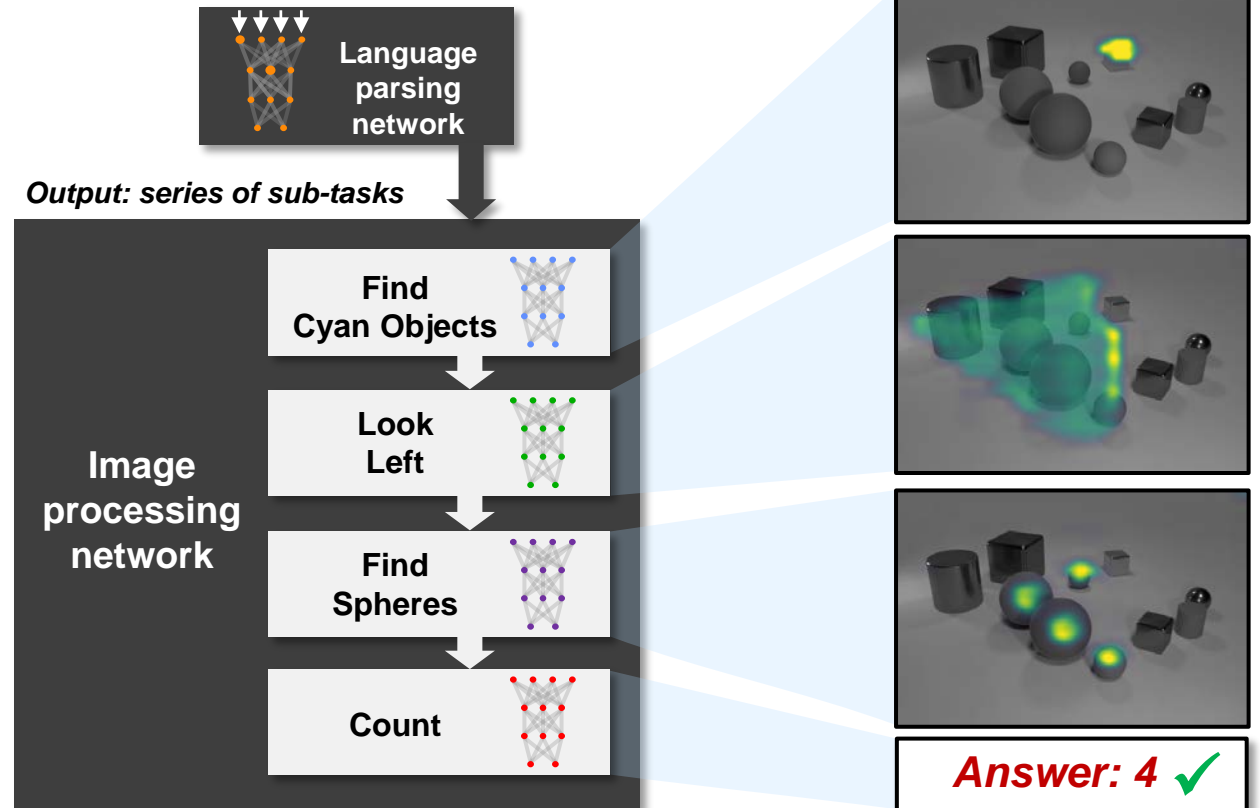 Language
parsing
network
Output: series of sub-tasks
Image
processing
network
Find
Cyan Objects
Look
Left
Find
Spheres
Count
Answer: 4